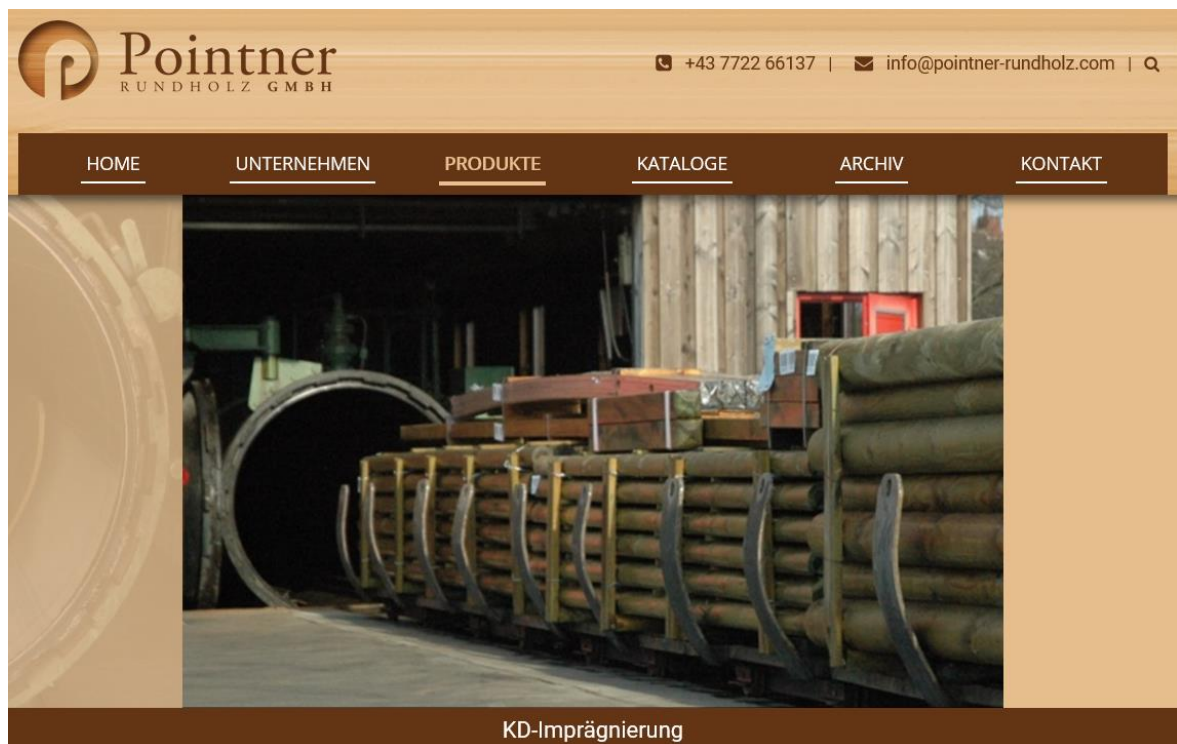 Pointner
RUNDHOLZ GMBH
+43 7722 66137 | info@pointner-rundholz.com |
HOME UNTERNEHMEN PRODUKTE KATALOGE ARCHIV KONTAKT
KD-Imprägnierung